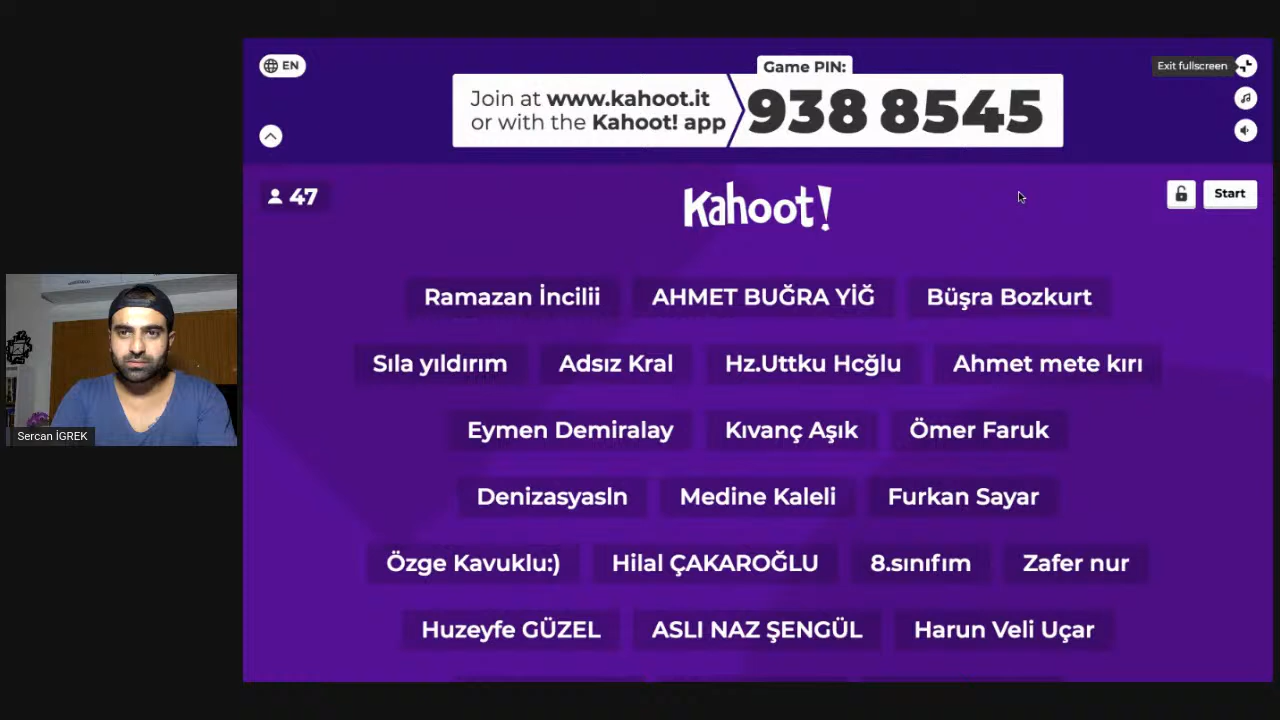 EN
Game PIN:
Exit fullscreen
Join at www.kahoot.it
or with the Kahoot! app
938 8545
47
Kahoot!
Start
Ramazan İncilii AHMET BUĞRA YİĞ Büşra Bozkurt
Sıla yıldırım Adsız Kral Hz.Uttku Hcğlu Ahmet mete kırı
Eymen Demiralay Kıvanç Aşık Ömer Faruk
Denizasyasln Medine Kaleli Furkan Sayar
Özge Kavuklu:) Hilal ÇAKAROĞLU 8.sınıfım Zafer nur
Huzeyfe GÜZEL ASLI NAZ ŞENGÜL Harun Veli Uçar
Sercan İGREK